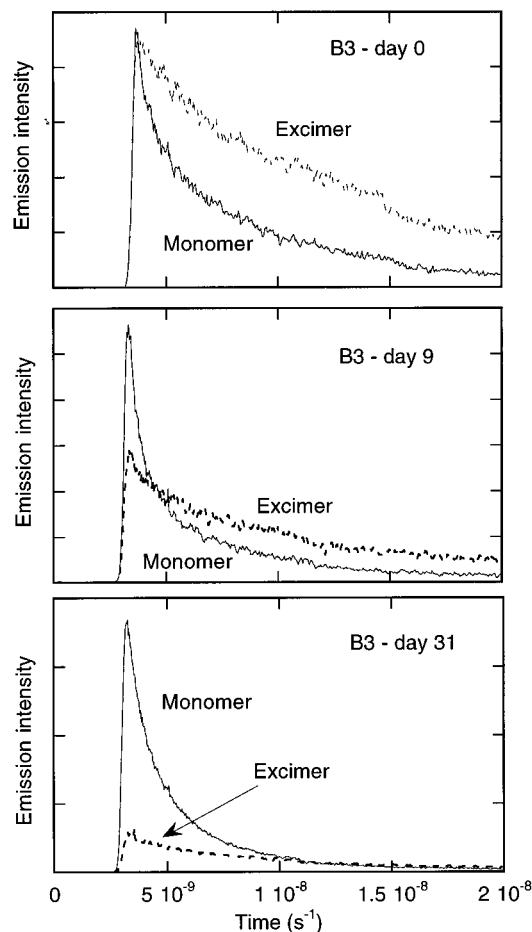 B3 - day 0
Emission intensity
Excimer
Monomer
B3 - day 9
Emission intensity
Excimer
Monomer
B3 - day 31
Emission intensity
Monomer
Excimer
0 5 10⁻⁹ 1 10⁻⁸ 1.5 10⁻⁸ 2 10⁻⁸
Time (s⁻¹)